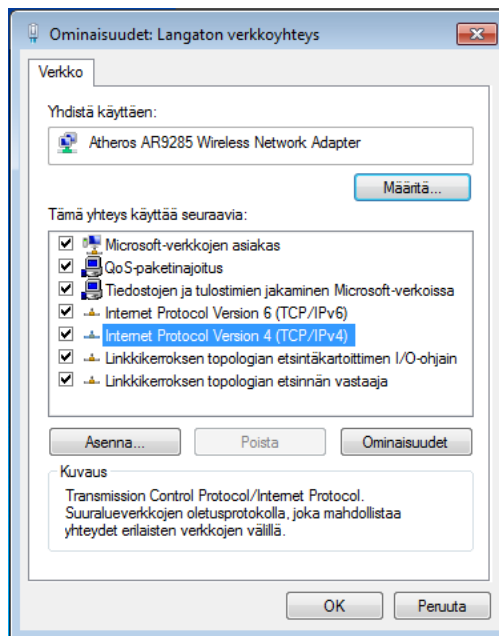 Ominaisuudet: Langaton verkkoyhteys
Verkko
Yhdistä käyttäen:
Atheros AR9285 Wireless Network Adapter
Määritä...
Tämä yhteys käyttää seuraavia:
Microsoft-verkkojen asiakas
QoS-paketinajoitus
Tiedostojen ja tulostimien jakaminen Microsoft-verkoissa
Internet Protocol Version 6 (TCP/IPv6)
Internet Protocol Version 4 (TCP/IPv4)
Linkkikerroksen topologian etsintäkartoittimen I/O-ohjain
Linkkikerroksen topologian etsinnän vastaaja
Asenna... Poista Ominaisuudet
Kuvaus
Transmission Control Protocol/Internet Protocol.
Suuralueverkkojen oletusprotokolla, joka mahdollistaa
yhteydet erilaisten verkkojen välillä.
OK Peruuta